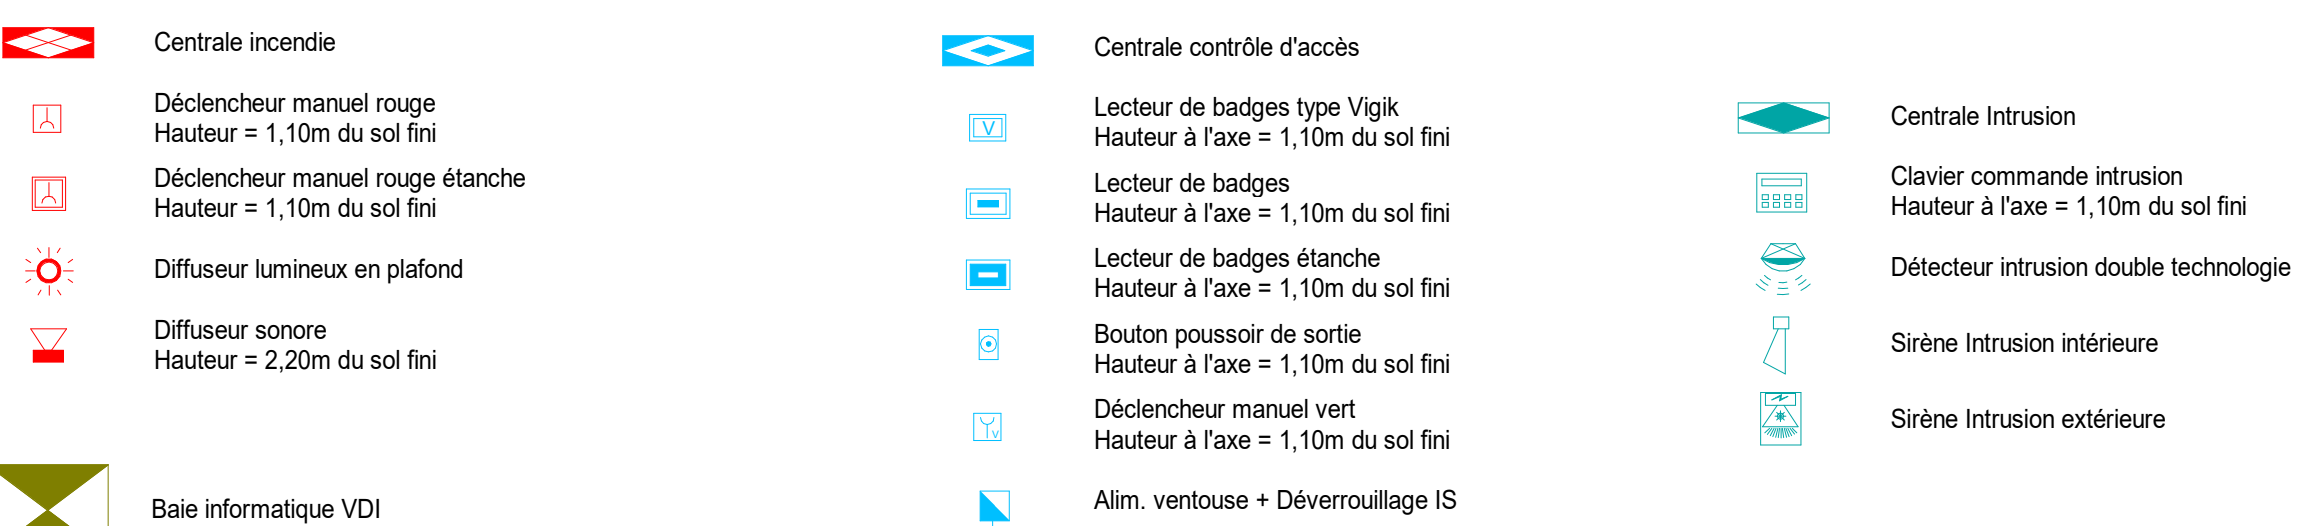 Centrale incendie
Déclencheur manuel rouge
Hauteur = 1,10m du sol fini
Déclencheur manuel rouge étanche
Hauteur = 1,10m du sol fini
Diffuseur lumineux en plafond
Diffuseur sonore
Hauteur = 2,20m du sol fini
Baie informatique VDI
Centrale contrôle d'accès
V
Lecteur de badges type Vigik
Hauteur à l'axe = 1,10m du sol fini
Lecteur de badges
Hauteur à l'axe = 1,10m du sol fini
Lecteur de badges étanche
Hauteur à l'axe = 1,10m du sol fini
Bouton poussoir de sortie
Hauteur à l'axe = 1,10m du sol fini
V
Déclencheur manuel vert
Hauteur à l'axe = 1,10m du sol fini
Alim. ventouse + Déverrouillage IS
Centrale Intrusion
Clavier commande intrusion
Hauteur à l'axe = 1,10m du sol fini
Détecteur intrusion double technologie
Sirène Intrusion intérieure
Sirène Intrusion extérieure